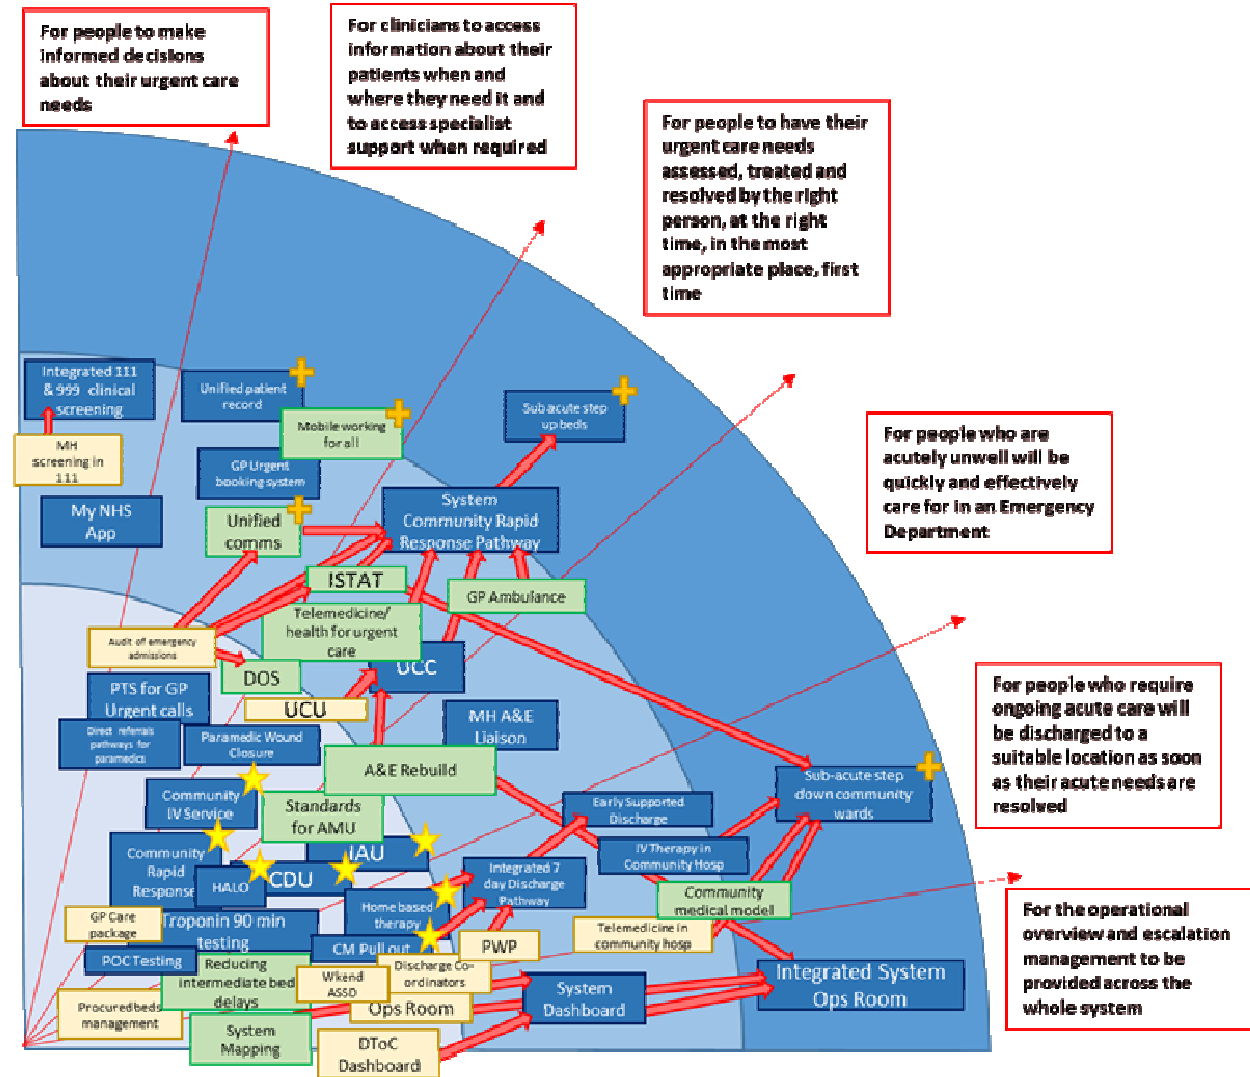 For people to make
informed decisions
about their urgent care
needs
For clinicians to access
information about their
patients when and
where they need it and
to access specialist
support when required
For people to have their
urgent care needs
assessed, treated and
resolved by the right
person, at the right
time, in the most
appropriate place, first
time
For people who are
acutely unwell will be
quickly and effectively
care for in an Emergency
Department
For people who require
ongoing acute care will
be discharged to a
suitable location as soon
as their acute needs are
resolved
For the operational
overview and escalation
management to be
provided across the
whole system
Integrated 111
& 999 clinical
screening
MH
screening in
111
My NHS
App
Unified patient
record
Mobile working
for all
GP Urgent
booking system
Unified
comms
Sub acute step
up beds
System
Community Rapid
Response Pathway
ISTAT
GP Ambulance
Telemedicine/
health for urgent
care
Audit of emergency
admissions
DOS
UCC
UCU
PTS for GP
Urgent calls
Direct referrals
pathways for
paramedics
Paramedic Wound
Closure
MH A&E
Liaison
A&E Rebuild
Sub-acute step
down community
wards
Community
IV Service
Standards
for AMU
Early Supported
Discharge
IAU
IV Therapy in
Community Hosp
Community
Rapid
Response
HALO
CDU
Integrated 7
day Discharge
Pathway
Home based
therapy
Community
medical model
GP Care
package
Troponin 90 min
testing
CM Pull out
PWP
Telemedicine in
community hosp
POC Testing
Reducing
intermediate bed
delays
Wkend
ASSD
Discharge Co-
ordinators
Integrated System
Ops Room
System
Dashboard
Procured beds
management
Ops Room
System
Mapping
DToC
Dashboard